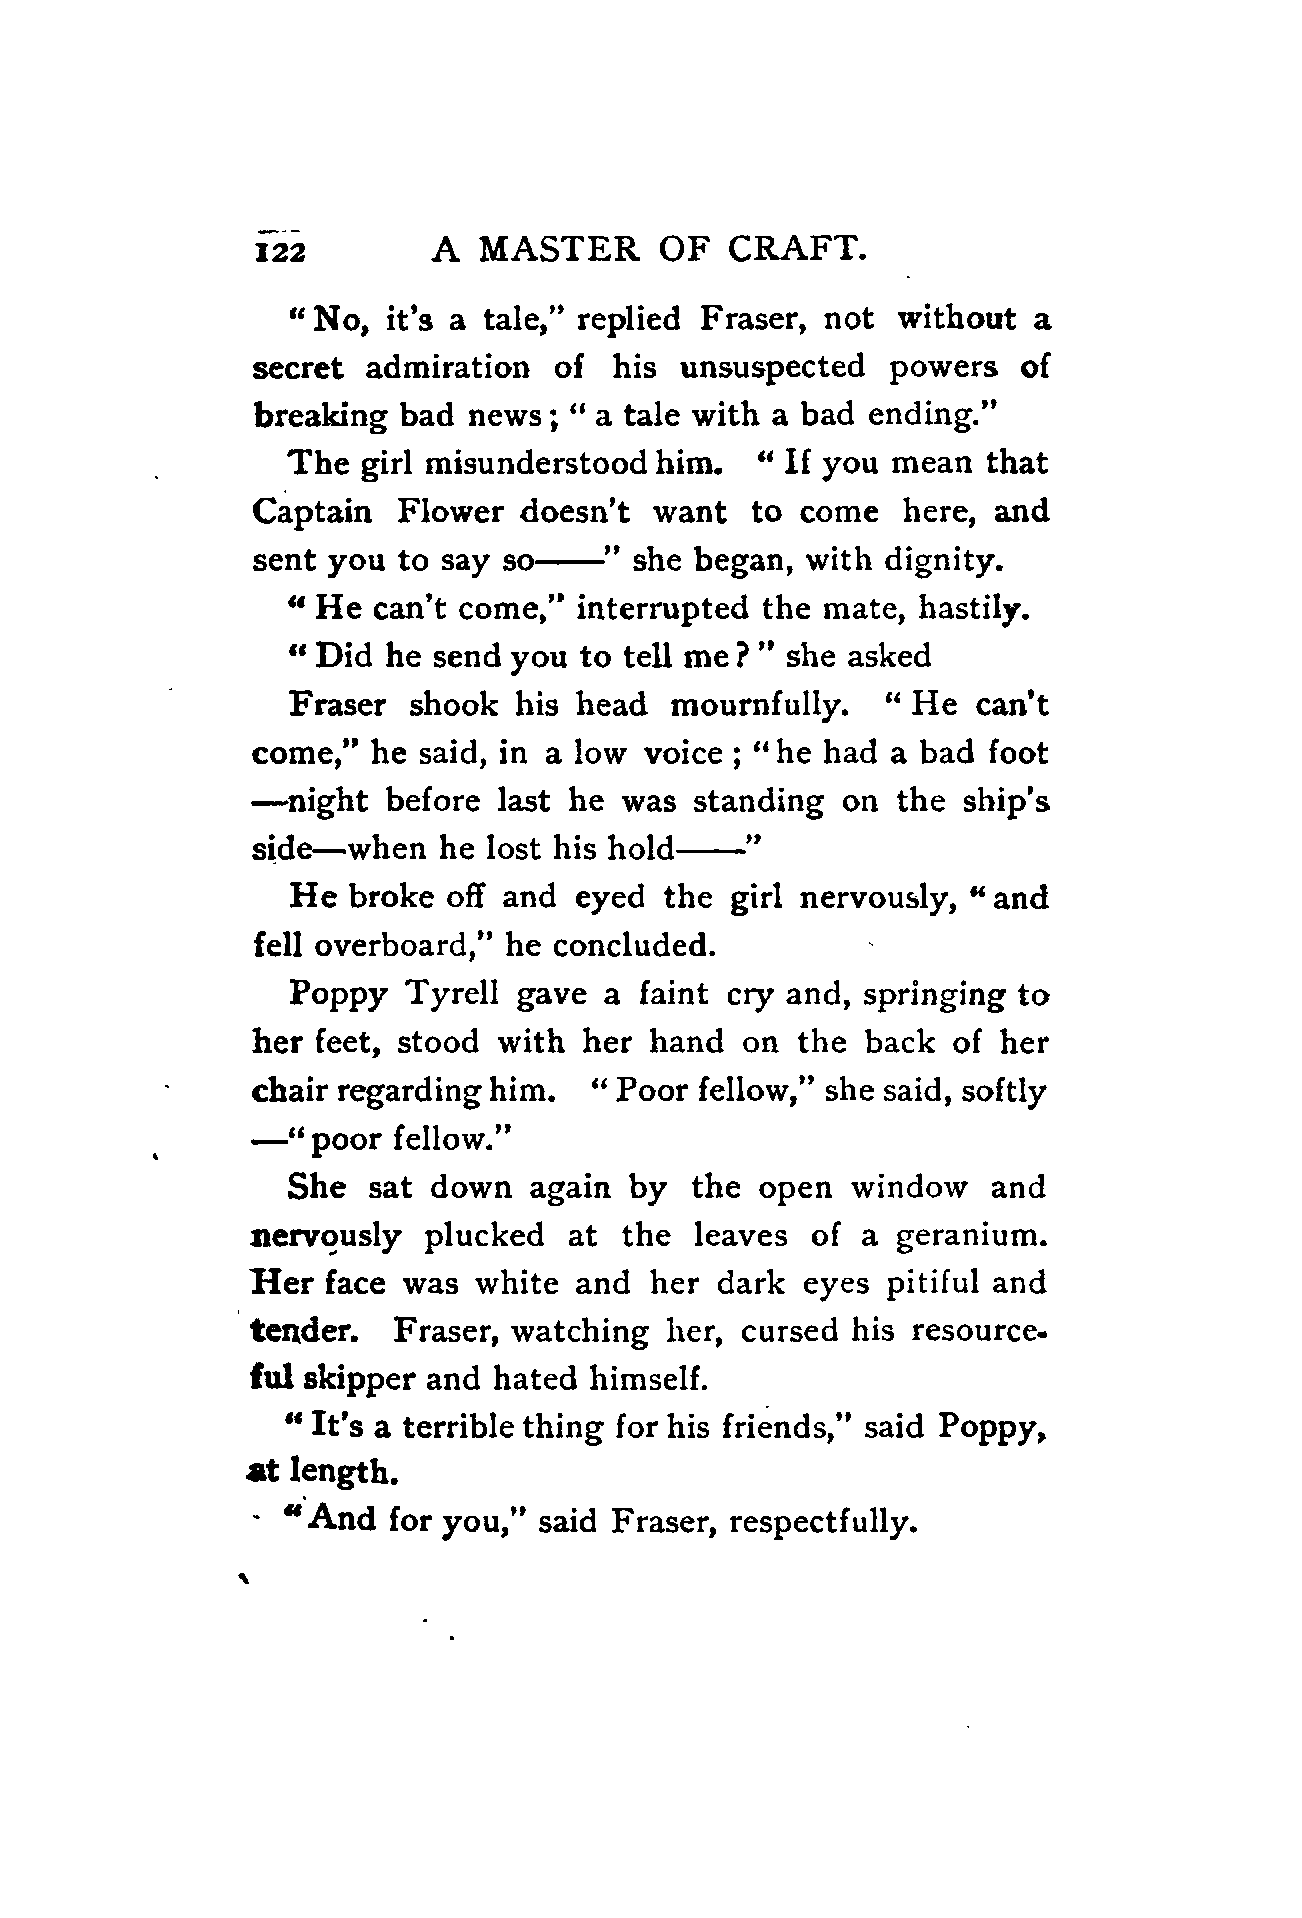 122 A MASTER OF CRAFT.
“ No, it’s a tale,” replied Fraser, not without a
secret admiration of his unsuspected powers of
breaking bad news ; “ a tale with a bad ending.”
The girl misunderstood him. “ If you mean that
Captain Flower doesn’t want to come here, and
sent you to say so——” she began, with dignity.
“ He can’t come,” interrupted the mate, hastily.
“ Did he send you to tell me ? ” she asked
Fraser shook his head mournfully. “ He can’t
come,” he said, in a low voice ; “ he had a bad foot
—night before last he was standing on the ship’s
side—when he lost his hold——”
He broke off and eyed the girl nervously, “ and
fell overboard,” he concluded.
Poppy Tyrell gave a faint cry and, springing to
her feet, stood with her hand on the back of her
chair regarding him. “ Poor fellow,” she said, softly
—“ poor fellow.”
She sat down again by the open window and
nervously plucked at the leaves of a geranium.
Her face was white and her dark eyes pitiful and
tender. Fraser, watching her, cursed his resource-
ful skipper and hated himself.
“ It’s a terrible thing for his friends,” said Poppy,
at length.
“ And for you,” said Fraser, respectfully.